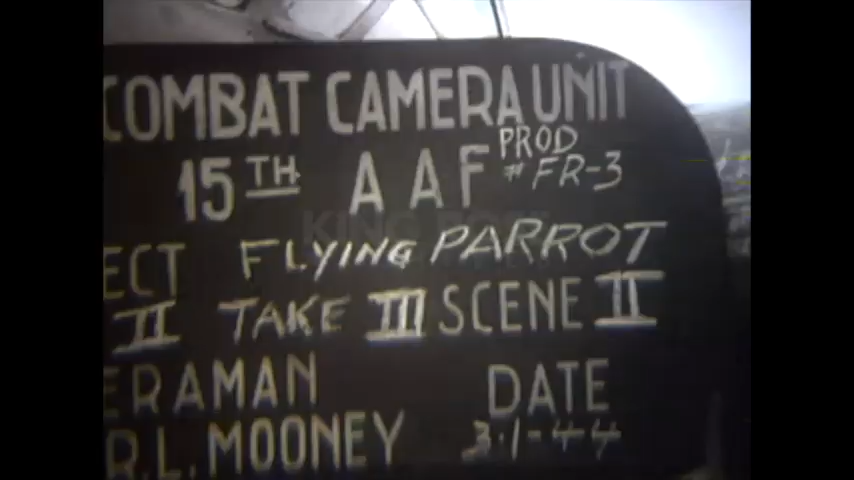 COMBAT CAMERA UNIT
15TH AAF PROD # FR-3
ECT FLYING PARROT
II TAKE III SCENE II
ERAMAN DATE
R.L. MOONEY 3-1-44